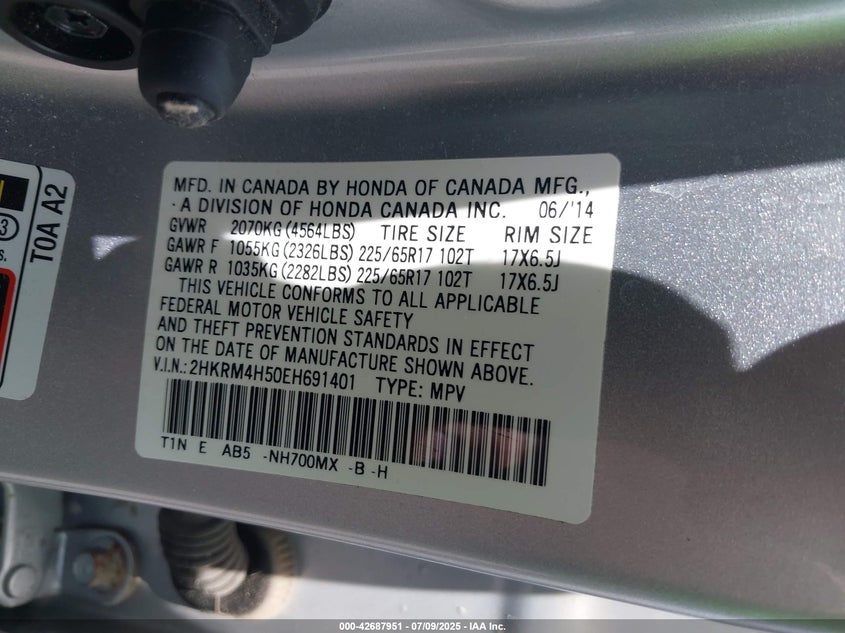 T0A A2
3
s.
MFD. IN CANADA BY HONDA OF CANADA MFG.,
A DIVISION OF HONDA CANADA INC. 06/'14
GVWR 2070KG (4564LBS) TIRE SIZE RIM SIZE
GAWR F 1055KG (2326LBS) 225/65R17 102T 17X6.5J
GAWR R 1035KG (2282LBS) 225/65R17 102T 17X6.5J
THIS VEHICLE CONFORMS TO ALL APPLICABLE
FEDERAL MOTOR VEHICLE SAFETY
AND THEFT PREVENTION STANDARDS IN EFFECT
ON THE DATE OF MANUFACTURE SHOWN ABOVE.
V.I.N.: 2HKRM4H50EH691401 TYPE: MPV
T1N E AB5 -NH700MX -B -H
000-42687951 | 07/09/2025 | IAA Inc.